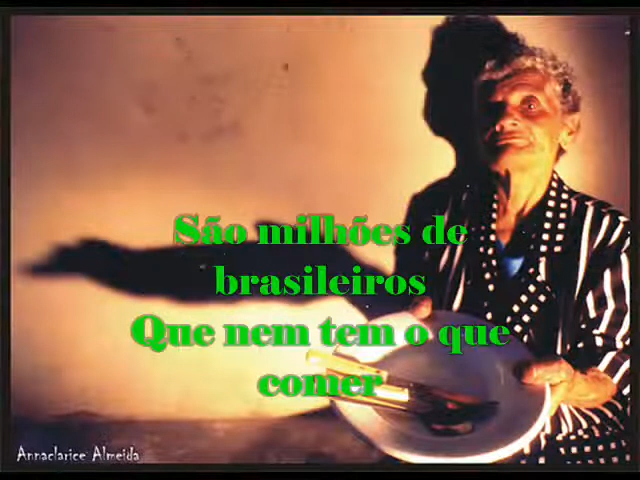 São milhões de
brasileiros
Que nem tem o que
comer
Annaclarice Almeida